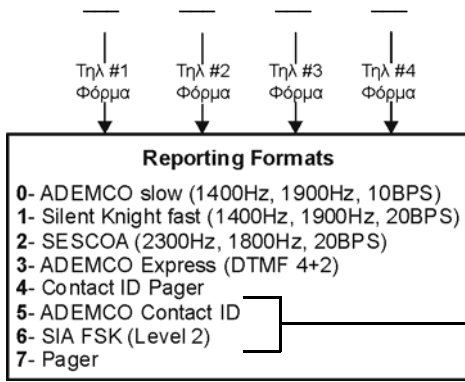 Τηλ #1 Τηλ #2 Τηλ #3 Τηλ #4
Φόρμα Φόρμα Φόρμα Φόρμα
Reporting Formats
0- ADEMCO slow (1400Hz, 1900Hz, 10BPS)
1- Silent Knight fast (1400Hz, 1900Hz, 20BPS)
2- SESCOA (2300Hz, 1800Hz, 20BPS)
3- ADEMCO Express (DTMF 4+2)
4- Contact ID Pager
5- ADEMCO Contact ID
6- SIA FSK (Level 2)
7- Pager